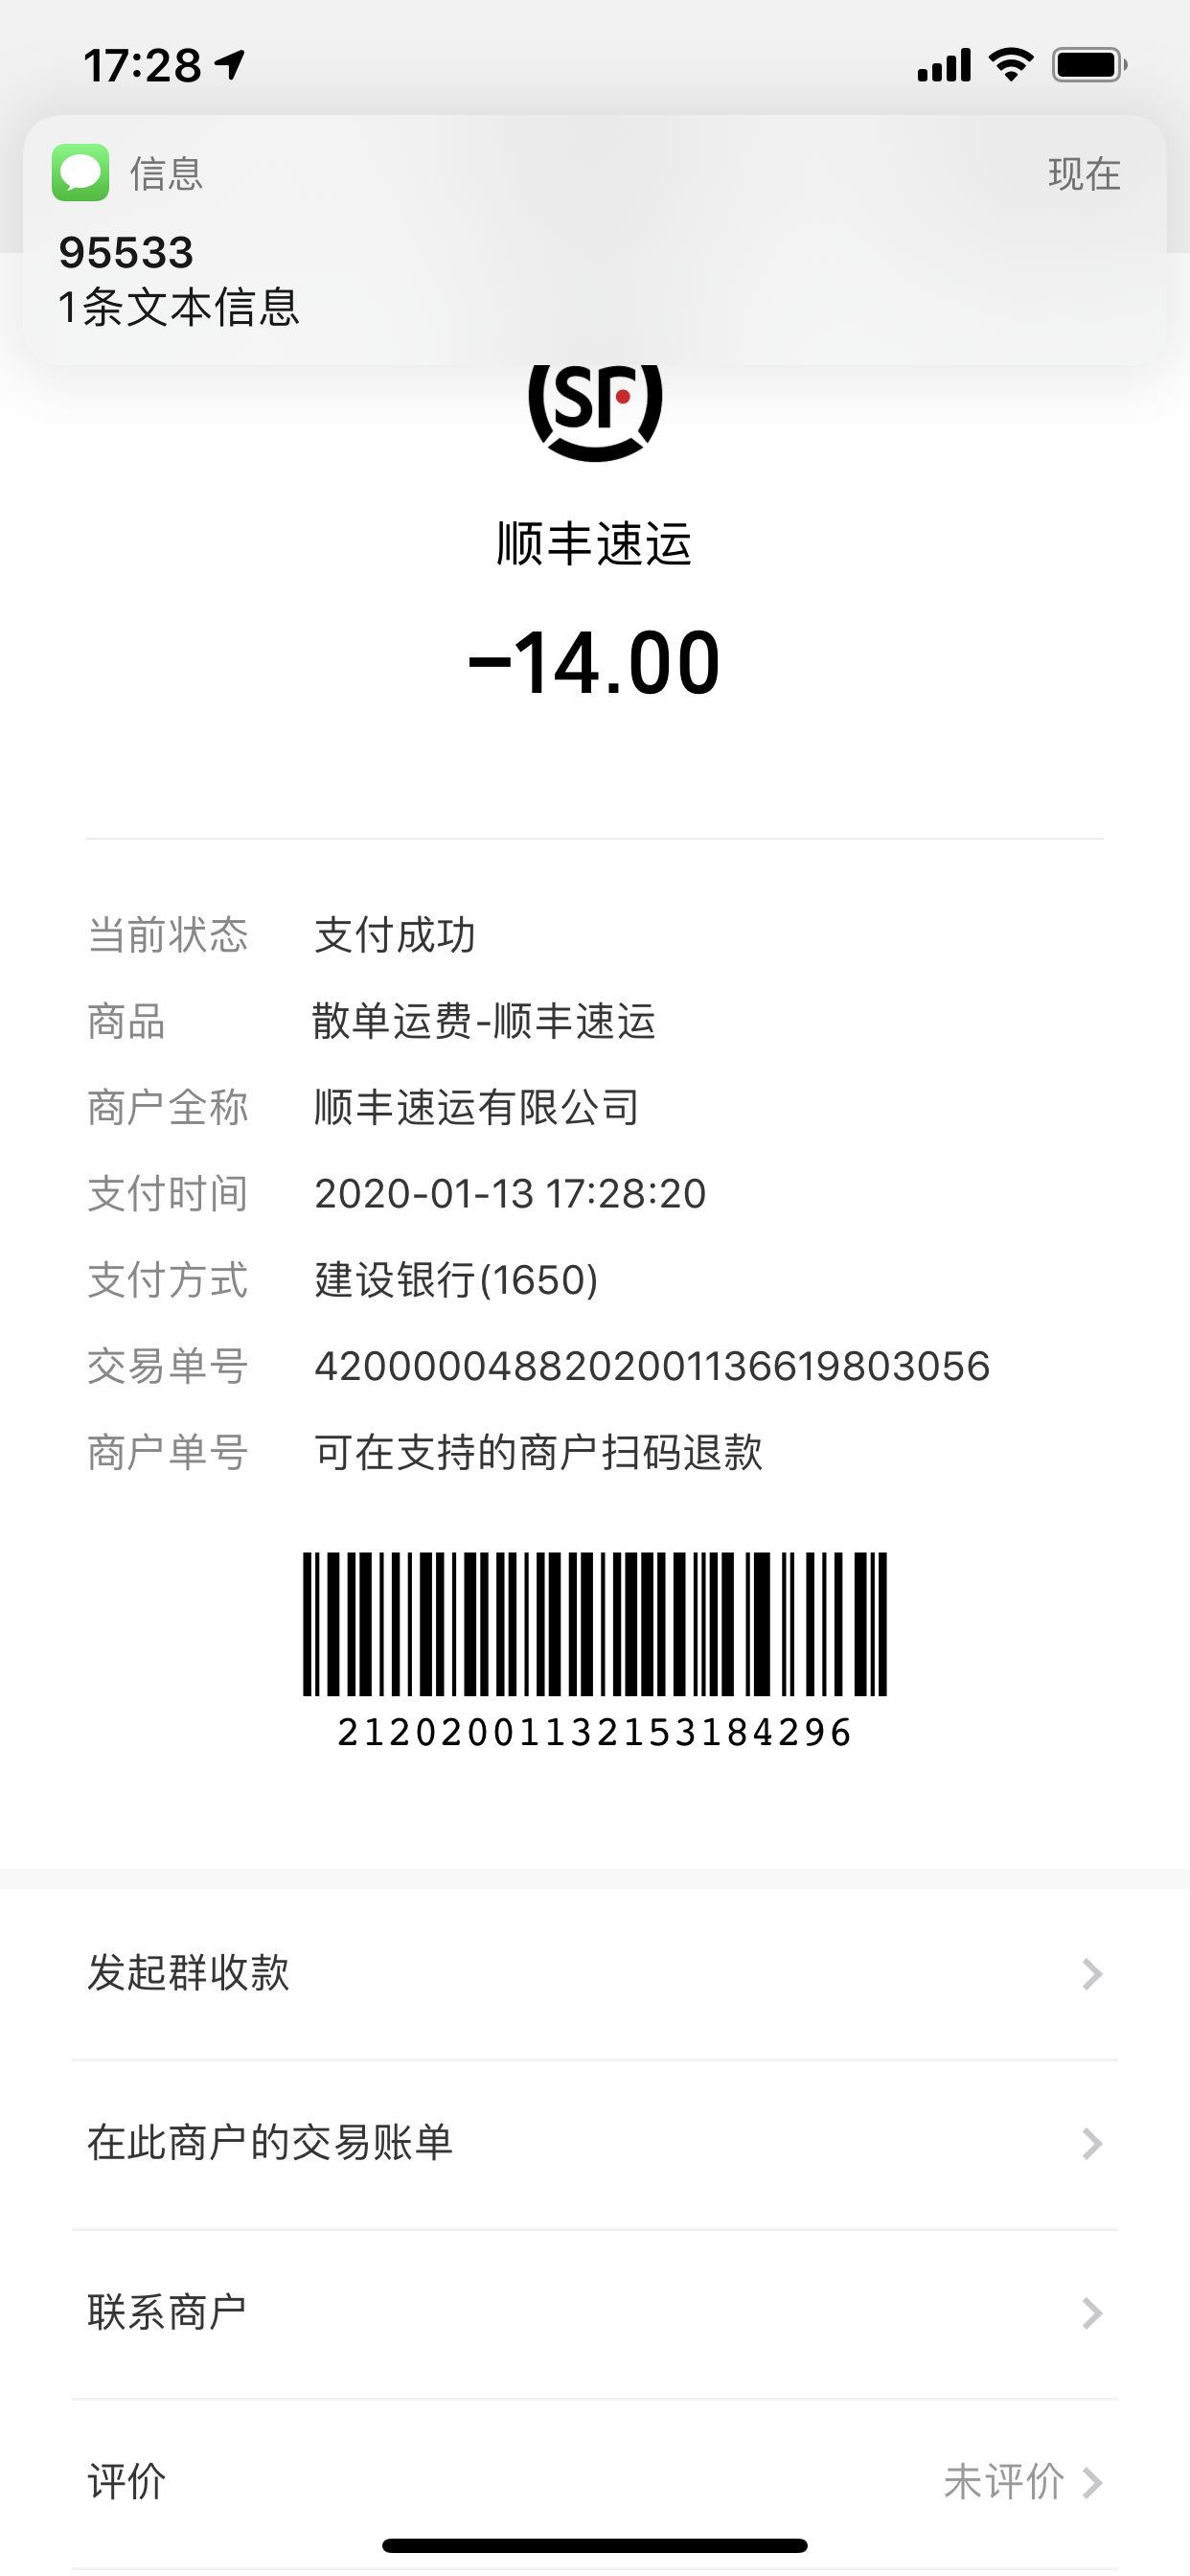 17:28
信息 现在
95533
1条文本信息
SF
顺丰速运
-14.00
当前状态 支付成功
商品 散单运费-顺丰速运
商户全称 顺丰速运有限公司
支付时间 2020-01-13 17:28:20
支付方式 建设银行(1650)
交易单号 4200000488202001136619803056
商户单号 可在支持的商户扫码退款
21202001132153184296
发起群收款
在此商户的交易账单
联系商户
评价 未评价